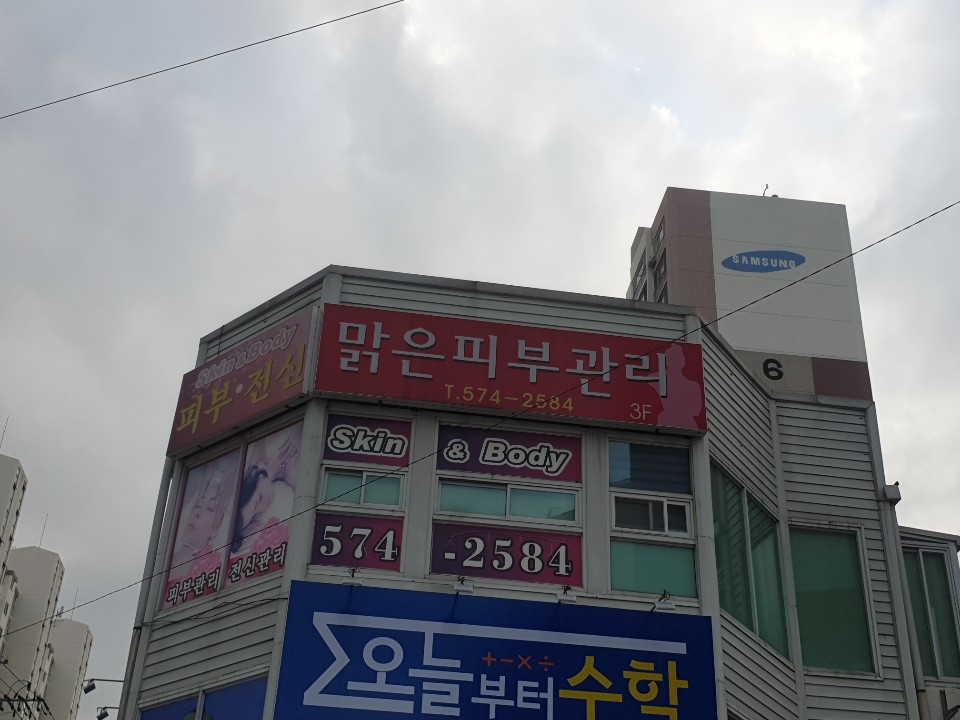 SAMSUNG
6
Skin & Body
피부·전신
맑은피부관리
T.574-2584
3F
Skin & Body
574-2584
피부관리 전신관리
오늘부터수학
+-×÷